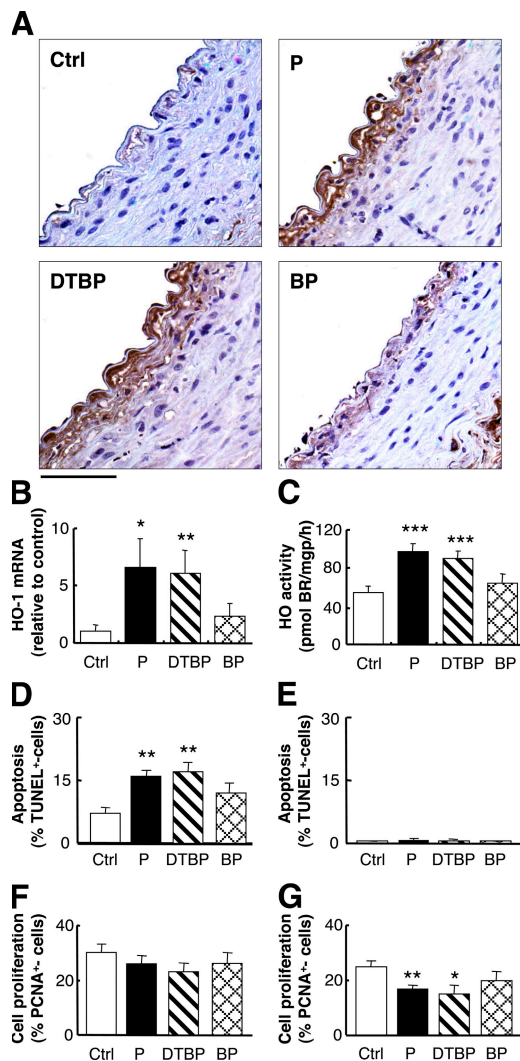 A
Ctrl
P
DTBP
BP
B
HO-1 mRNA
(relative to control)
10
5
0
*
**
Ctrl P DTBP BP
C
HO activity
(pmol BR/mgp/h)
120
80
40
0
***
***
Ctrl P DTBP BP
D
Apoptosis
(% TUNEL+-cells)
30
15
0
**
**
Ctrl P DTBP BP
E
Apoptosis
(% TUNEL+-cells)
30
15
0
Ctrl P DTBP BP
F
Cell proliferation
(% PCNA+- cells)
40
20
0
Ctrl P DTBP BP
G
Cell proliferation
(% PCNA+- cells)
40
20
0
**
*
Ctrl P DTBP BP